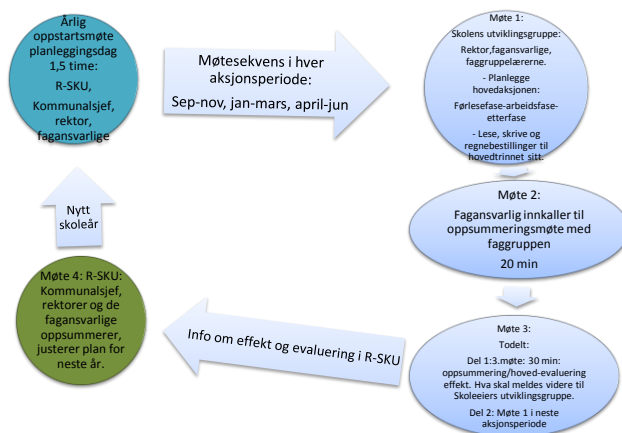 Årlig
oppstartsmøte
planleggingsdag
1,5 time:
R-SKU,
Kommunalsjef,
rektor,
fagansvarlige
Møtesekvens i hver
aksjonsperiode:
Sep-nov, jan-mars, april-jun
Møte 1:
Skolens utviklingsgruppe:
Rektor,fagansvarlige,
faggruppelærerne.
- Planlegge
hovedaksjonen:
Førlesefase-arbeidsfase-
etterfase
- Lese, skrive og
regnebestillinger til
hovedtrinnet sitt.
Møte 2:
Fagansvarlig innkaller til
oppsummeringsmøte med
faggruppen
20 min
Møte 3:
Todelt:
Del 1:3.møte: 30 min:
oppsummering/hoved-evaluering
effekt. Hva skal meldes videre til
Skoleeiers utviklingsgruppe.
Del 2: Møte 1 i neste
aksjonsperiode
Info om effekt og evaluering i R-SKU
Møte 4: R-SKU:
Kommunalsjef,
rektorer og de
fagansvarlige
oppsummerer,
justerer plan for
neste år.
Nytt
skoleår